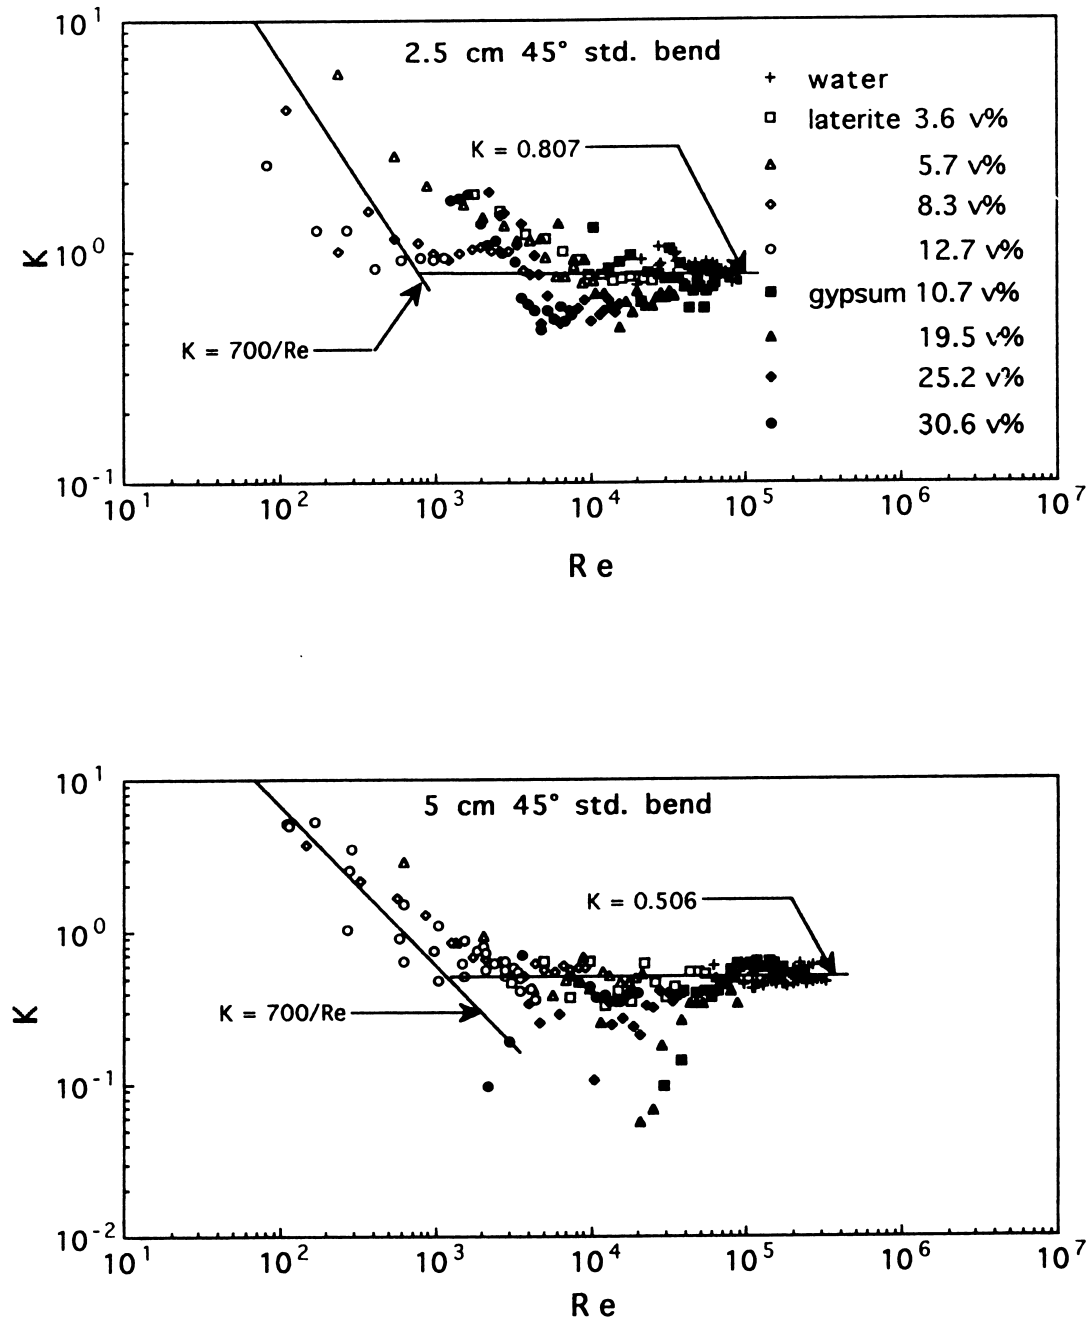 10^1
2.5 cm 45° std. bend
+ water
laterite 3.6 v%
K = 0.807
5.7 v%
8.3 v%
K
10^0
12.7 v%
gypsum 10.7 v%
K = 700/Re
19.5 v%
25.2 v%
30.6 v%
10^-1
10^1 10^2 10^3 10^4 10^5 10^6 10^7
Re
10^1
5 cm 45° std. bend
K = 0.506
10^0
K
K = 700/Re
10^-1
10^-2
10^1 10^2 10^3 10^4 10^5 10^6 10^7
Re